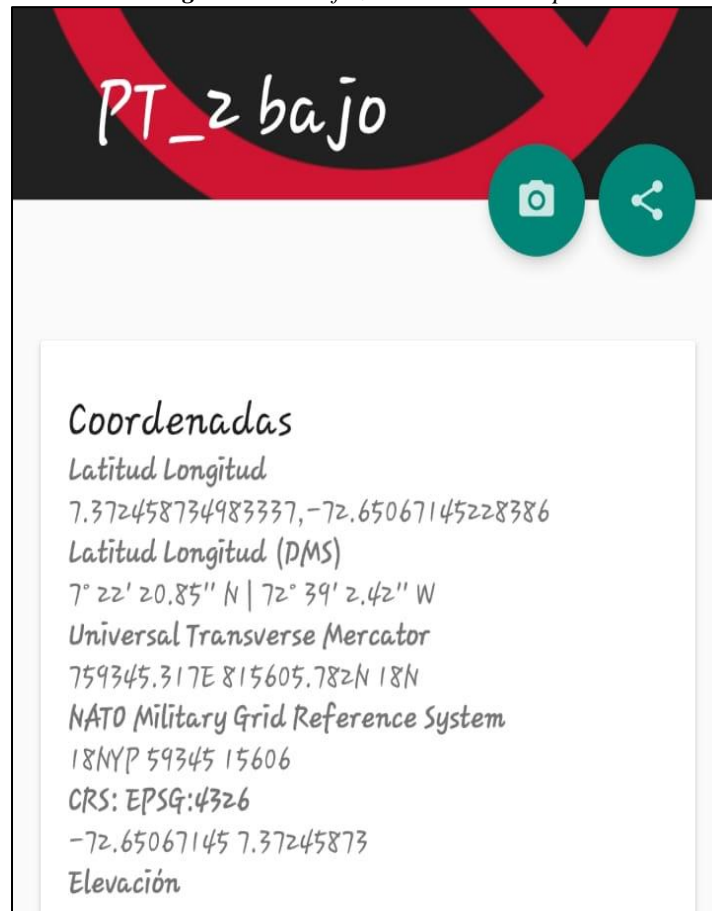 PT_2 bajo
Coordenadas
Latitud Longitud
7.372458734983337,-72.65067145228386
Latitud Longitud (DMS)
7° 22' 20.85'' N | 72° 39' 2.42'' W
Universal Transverse Mercator
759345.317E 815605.782N 18N
NATO Military Grid Reference System
18NYP 59345 15606
CRS: EPSG:4326
-72.65067145 7.37245873
Elevación